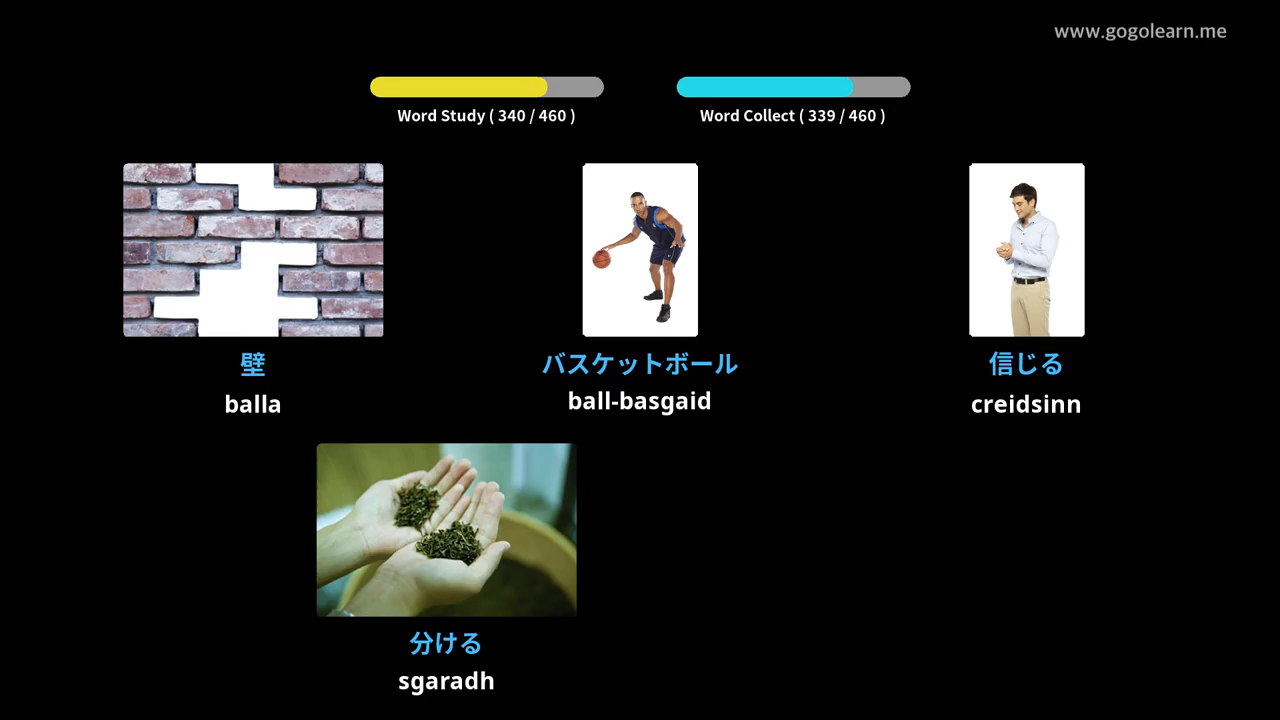 www.gogolearn.me
Word Study ( 340 / 460 )
Word Collect ( 339 / 460 )
壁
バスケットボール
信じる
balla
ball-basgaid
creidsinn
分ける
sgaradh